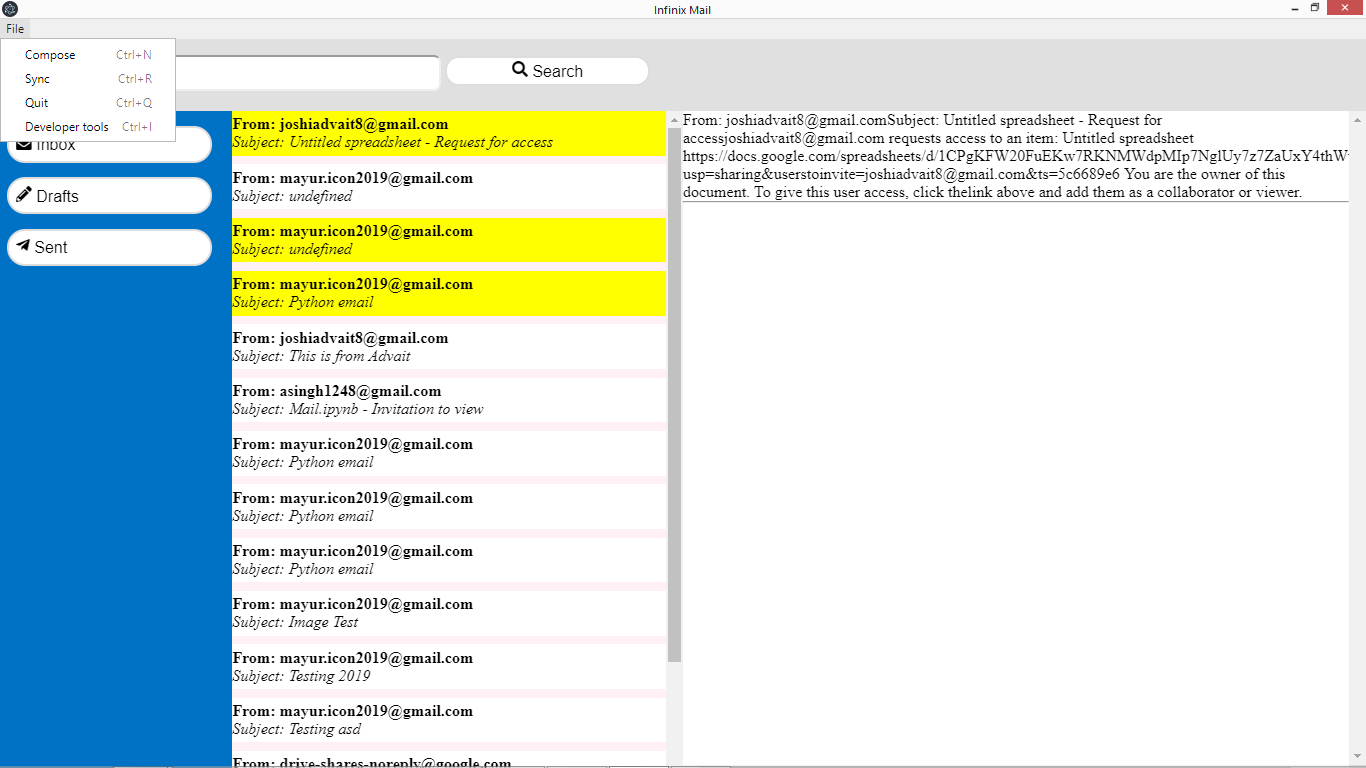 Infinix Mail
File
Compose Ctrl+N
Sync Ctrl+R
Quit Ctrl+Q
Developer tools Ctrl+I
Search
Inbox
Drafts
Sent
From: joshiadvait8@gmail.com
Subject: Untitled spreadsheet - Request for access
From: mayur.icon2019@gmail.com
Subject: undefined
From: mayur.icon2019@gmail.com
Subject: undefined
From: mayur.icon2019@gmail.com
Subject: Python email
From: joshiadvait8@gmail.com
Subject: This is from Advait
From: asingh1248@gmail.com
Subject: Mail.ipynb - Invitation to view
From: mayur.icon2019@gmail.com
Subject: Python email
From: mayur.icon2019@gmail.com
Subject: Python email
From: mayur.icon2019@gmail.com
Subject: Python email
From: mayur.icon2019@gmail.com
Subject: Image Test
From: mayur.icon2019@gmail.com
Subject: Testing 2019
From: mayur.icon2019@gmail.com
Subject: Testing asd
From: drive-shares-noreply@google.com
From: joshiadvait8@gmail.comSubject: Untitled spreadsheet - Request for
accessjoshiadvait8@gmail.com requests access to an item: Untitled spreadsheet
https://docs.google.com/spreadsheets/d/1CPgKFW20FuEKw7RKNMWdpMIp7NglUy7z7ZaUxY4thW
usp=sharing&userstoinvite=joshiadvait8@gmail.com&ts=5c6689e6 You are the owner of this
document. To give this user access, click thelink above and add them as a collaborator or viewer.